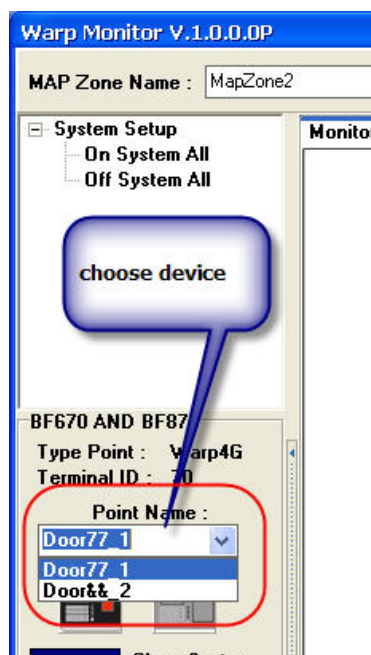 Warp Monitor V.1.0.0.0P
MAP Zone Name : MapZone2
System Setup
On System All
Off System All
Monitor
choose device
BF670 AND BF87
Type Point : Warp4G
Terminal ID : 70
Point Name :
Door77_1
Door77_1
Door&&_2